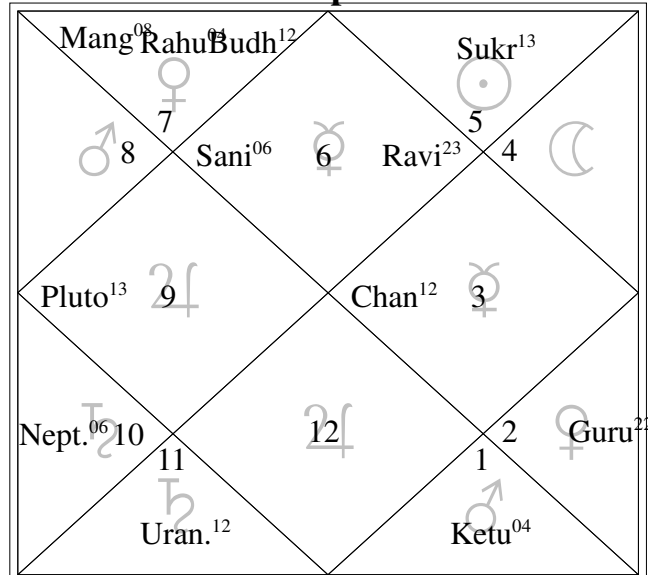 Mang⁰⁸ Rahu⁰⁴ Budh¹²
Sukr¹³
7
5
8
Sani⁰⁶
6
Ravi²³
4
Pluto¹³
9
Chan¹²
3
Nept.⁰⁶
10
12
2
Guru²²
11
1
Uran.¹²
Ketu⁰⁴